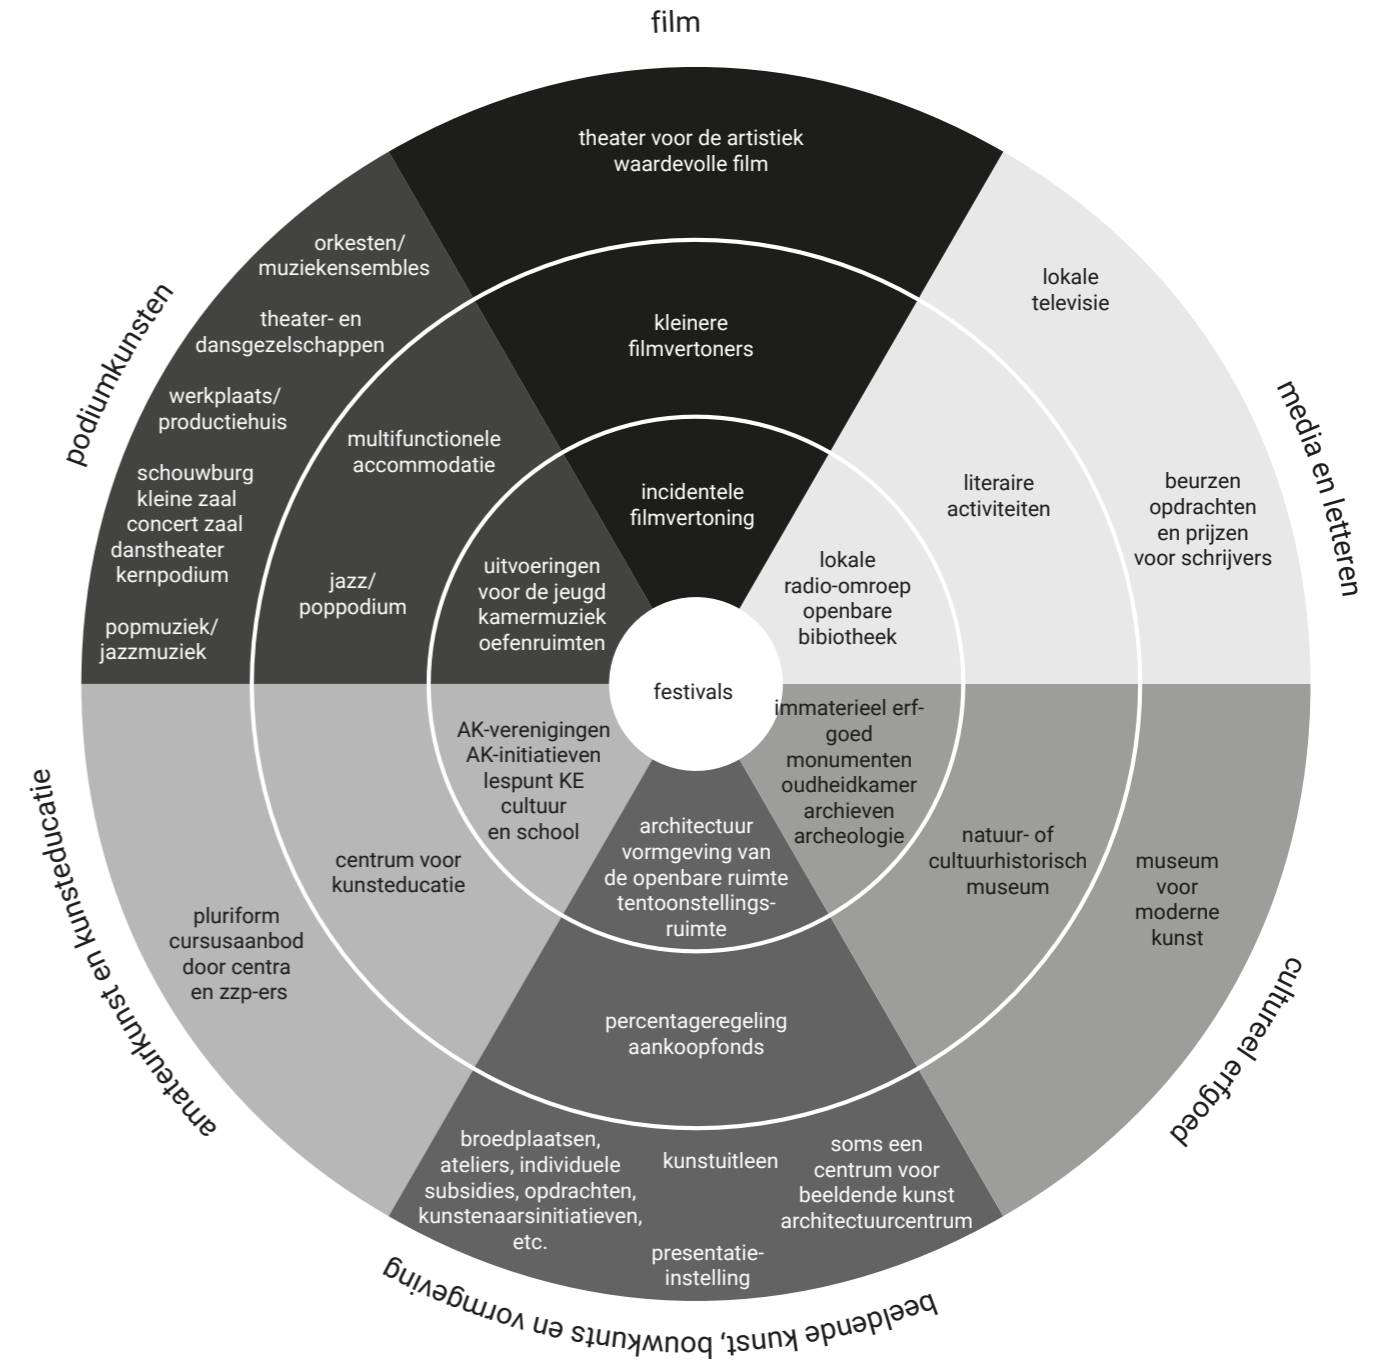 film
theater voor de artistiek
waardevolle film
kleinere
filmvertoners
incidentele
filmvertoning
media en letteren
lokale
televisie
beurzen
opdrachten
en prijzen
voor schrijvers
literaire
activiteiten
lokale
radio-omroep
openbare
bibiotheek
cultureel erfgoed
museum
voor
moderne
kunst
natuur- of
cultuurhistorisch
museum
immaterieel erf-
goed
monumenten
oudheidkamer
archieven
archeologie
beeldende kunst, bouwkunts en vormgeving
architectuur
vormgeving van
de openbare ruimte
tentoonstellings-
ruimte
percentageregeling
aankoopfonds
broedplaatsen,
ateliers, individuele
subsidies, opdrachten,
kunstenaarsinitiatieven,
etc.
kunstuitleen
presentatie-
instelling
soms een
centrum voor
beeldende kunst
architectuurcentrum
amateurkunst en kunsteducatie
pluriform
cursusaanbod
door centra
en zzp-ers
centrum voor
kunsteducatie
AK-verenigingen
AK-initiatieven
lespunt KE
cultuur
en school
podiumkunsten
orkesten/
muziekensembles
theater- en
dansgezelschappen
werkplaats/
productiehuis
schouwburg
kleine zaal
concert zaal
danstheater
kernpodium
popmuziek/
jazzmuziek
multifunctionele
accommodatie
jazz/
poppodium
uitvoeringen
voor de jeugd
kamermuziek
oefenruimten
festivals